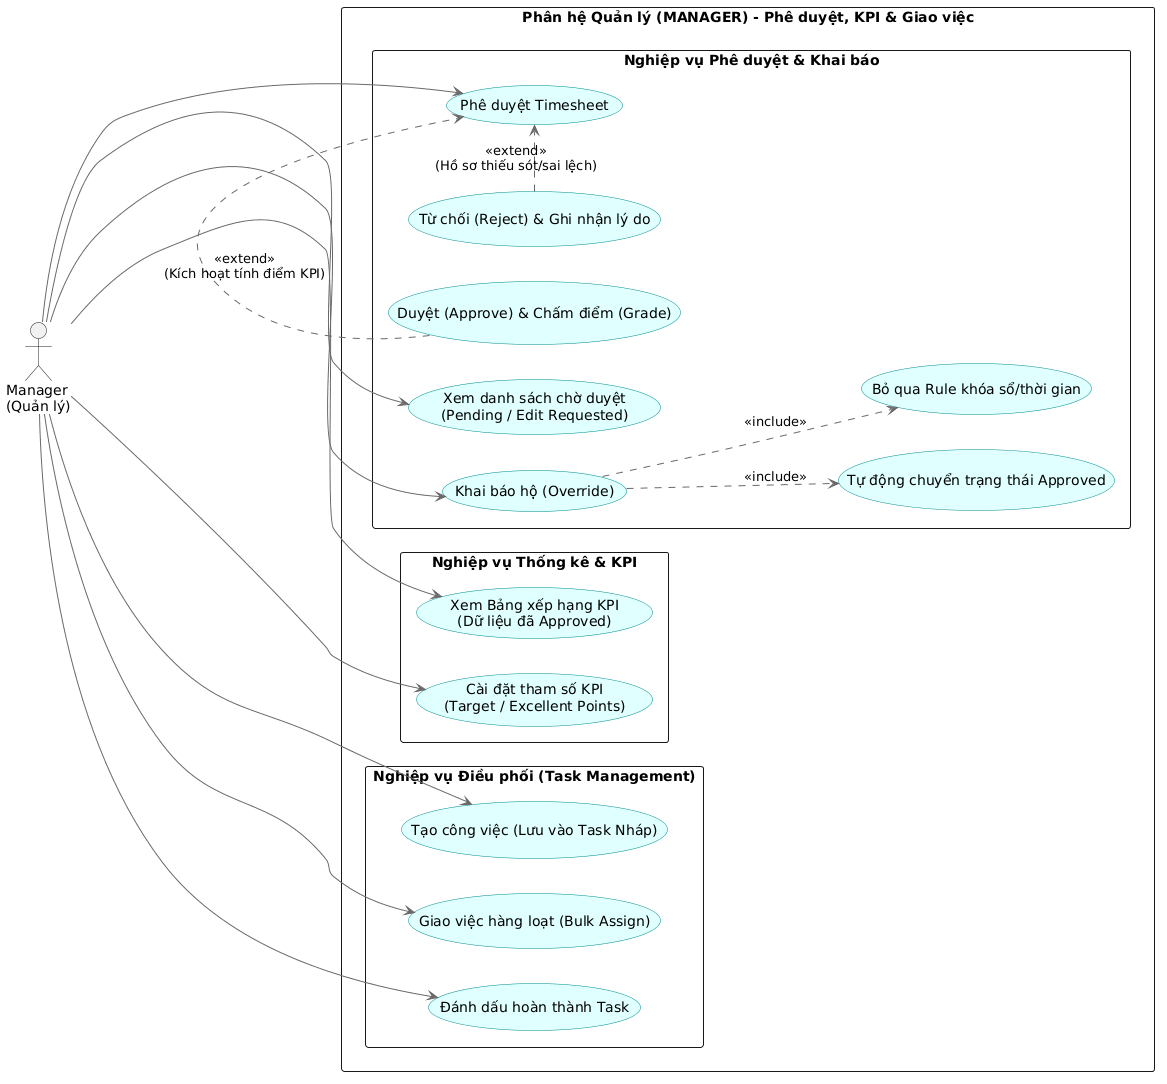 Phân hệ Quản lý (MANAGER) - Phê duyệt, KPI & Giao việc
Nghiệp vụ Phê duyệt & Khai báo
Phê duyệt Timesheet
«extend»
(Hồ sơ thiếu sót/sai lệch)
Từ chối (Reject) & Ghi nhận lý do
«extend»
(Kích hoạt tính điểm KPI)
Duyệt (Approve) & Chấm điểm (Grade)
Manager
(Quản lý)
Xem danh sách chờ duyệt
(Pending / Edit Requested)
Bỏ qua Rule khóa sổ/thời gian
«include»
Khai báo hộ (Override)
«include»
Tự động chuyển trạng thái Approved
Nghiệp vụ Thống kê & KPI
Xem Bảng xếp hạng KPI
(Dữ liệu đã Approved)
Cài đặt tham số KPI
(Target / Excellent Points)
Nghiệp vụ Điều phối (Task Management)
Tạo công việc (Lưu vào Task Nháp)
Giao việc hàng loạt (Bulk Assign)
Đánh dấu hoàn thành Task